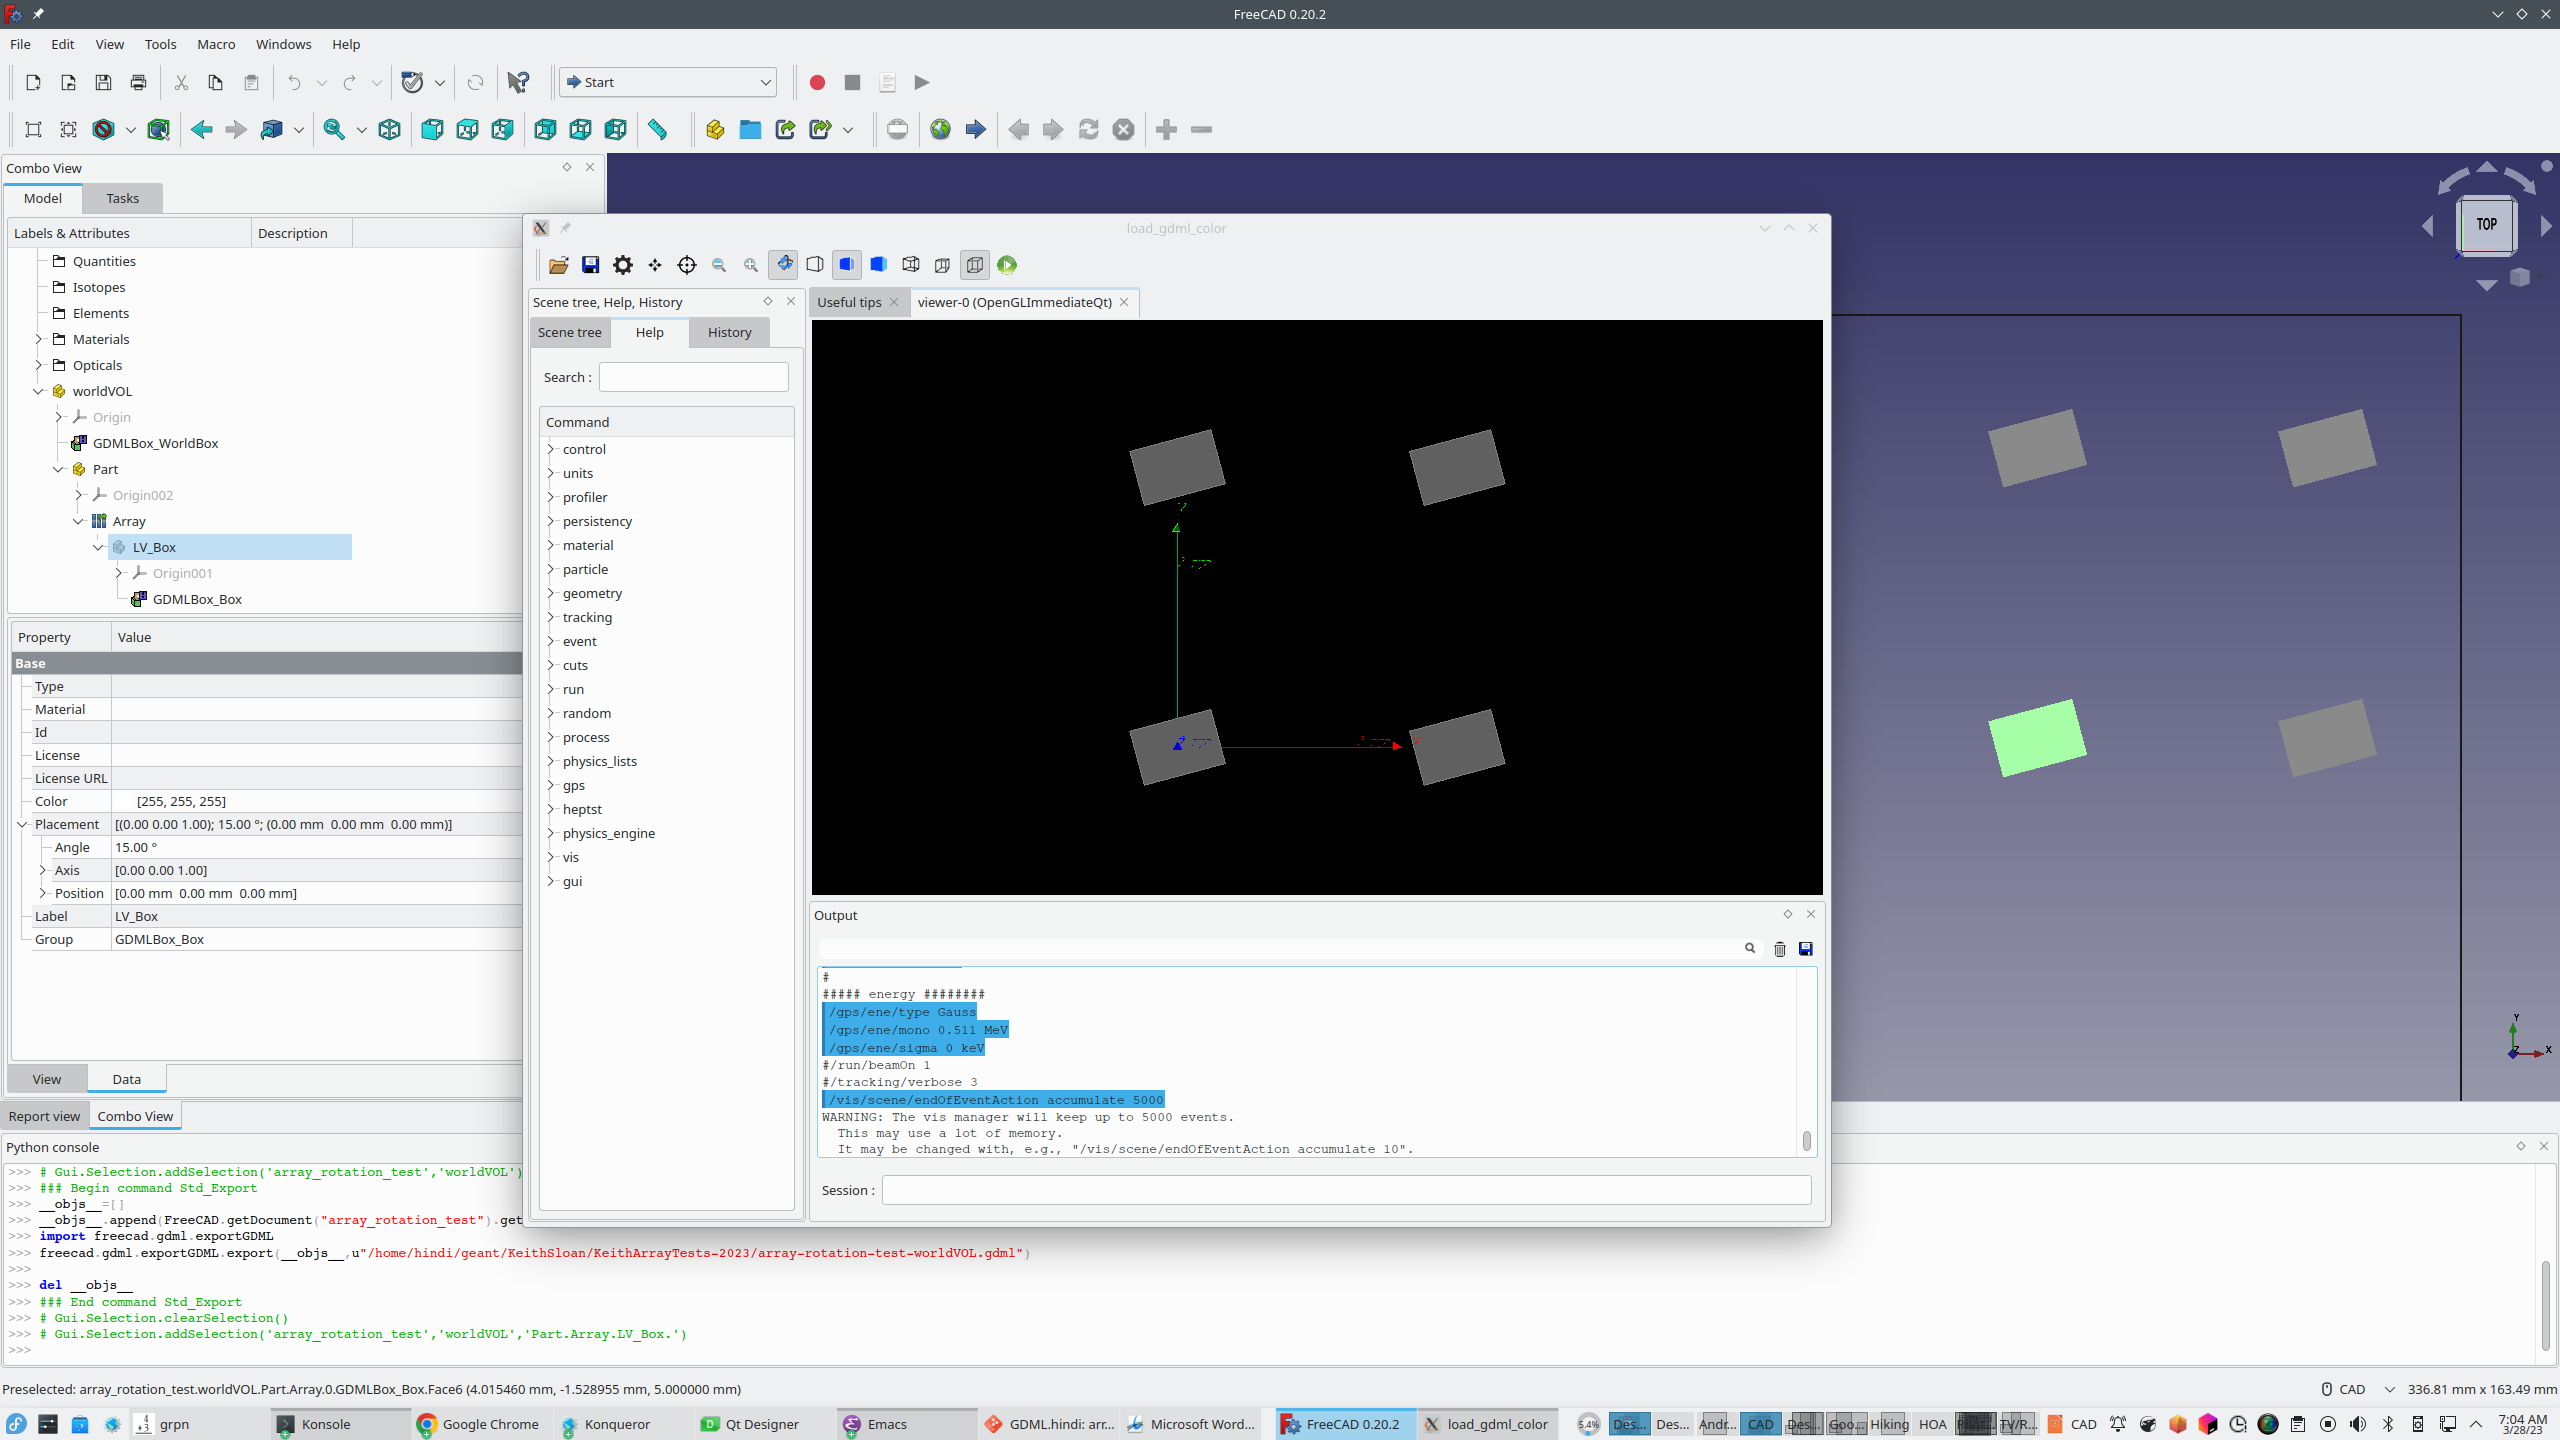 FreeCAD 0.20.2
File Edit View Tools Macro Windows Help
Start
Combo View
Model Tasks
Labels & Attributes Description
Quantities
Isotopes
Elements
Materials
Opticals
worldVOL
Origin
GDMLBox_WorldBox
Part
Origin002
Array
LV_Box
Origin001
GDMLBox_Box
Property Value
Base
Type
Material
Id
License
License URL
Color [255, 255, 255]
Placement [(0.00 0.00 1.00); 15.00 °; (0.00 mm 0.00 mm 0.00 mm)]
Angle 15.00 °
Axis [0.00 0.00 1.00]
Position [0.00 mm 0.00 mm 0.00 mm]
Label LV_Box
Group GDMLBox_Box
View Data
Report view Combo View
load_gdml_color
Scene tree, Help, History
Scene tree Help History
Search :
Command
control
units
profiler
persistency
material
particle
geometry
tracking
event
cuts
run
random
process
physics_lists
gps
heptst
physics_engine
vis
gui
Useful tips viewer-0 (OpenGLImmediateQt)
Output
#
##### energy ########
/gps/ene/type Gauss
/gps/ene/mono 0.511 MeV
/gps/ene/sigma 0 keV
#/run/beamOn 1
#/tracking/verbose 3
/vis/scene/endOfEventAction accumulate 5000
WARNING: The vis manager will keep up to 5000 events.
This may use a lot of memory.
It may be changed with, e.g., "/vis/scene/endOfEventAction accumulate 10".
Session :
TOP
Y
Z
X
Python console
>>> # Gui.Selection.addSelection('array_rotation_test','worldVOL')
>>> ### Begin command Std_Export
>>> __objs__=[]
>>> __objs__.append(FreeCAD.getDocument("array_rotation_test").get
>>> import freecad.gdml.exportGDML
>>> freecad.gdml.exportGDML.export(__objs__,u"/home/hindi/geant/KeithSloan/KeithArrayTests-2023/array-rotation-test-worldVOL.gdml")
>>>
>>> del __objs__
>>> ### End command Std_Export
>>> # Gui.Selection.clearSelection()
>>> # Gui.Selection.addSelection('array_rotation_test','worldVOL','Part.Array.LV_Box.')
>>>
Preselected: array_rotation_test.worldVOL.Part.Array.0.GDMLBox_Box.Face6 (4.015460 mm, -1.528955 mm, 5.000000 mm)
CAD 336.81 mm x 163.49 mm
grpn Konsole Google Chrome Konqueror Qt Designer Emacs GDML.hindi: arr... Microsoft Word... FreeCAD 0.20.2 load_gdml_color 5.4% Des... Des... Andr... CAD Des... Goo... Hiking HOA TV/R... CAD 7:04 AM
3/28/23